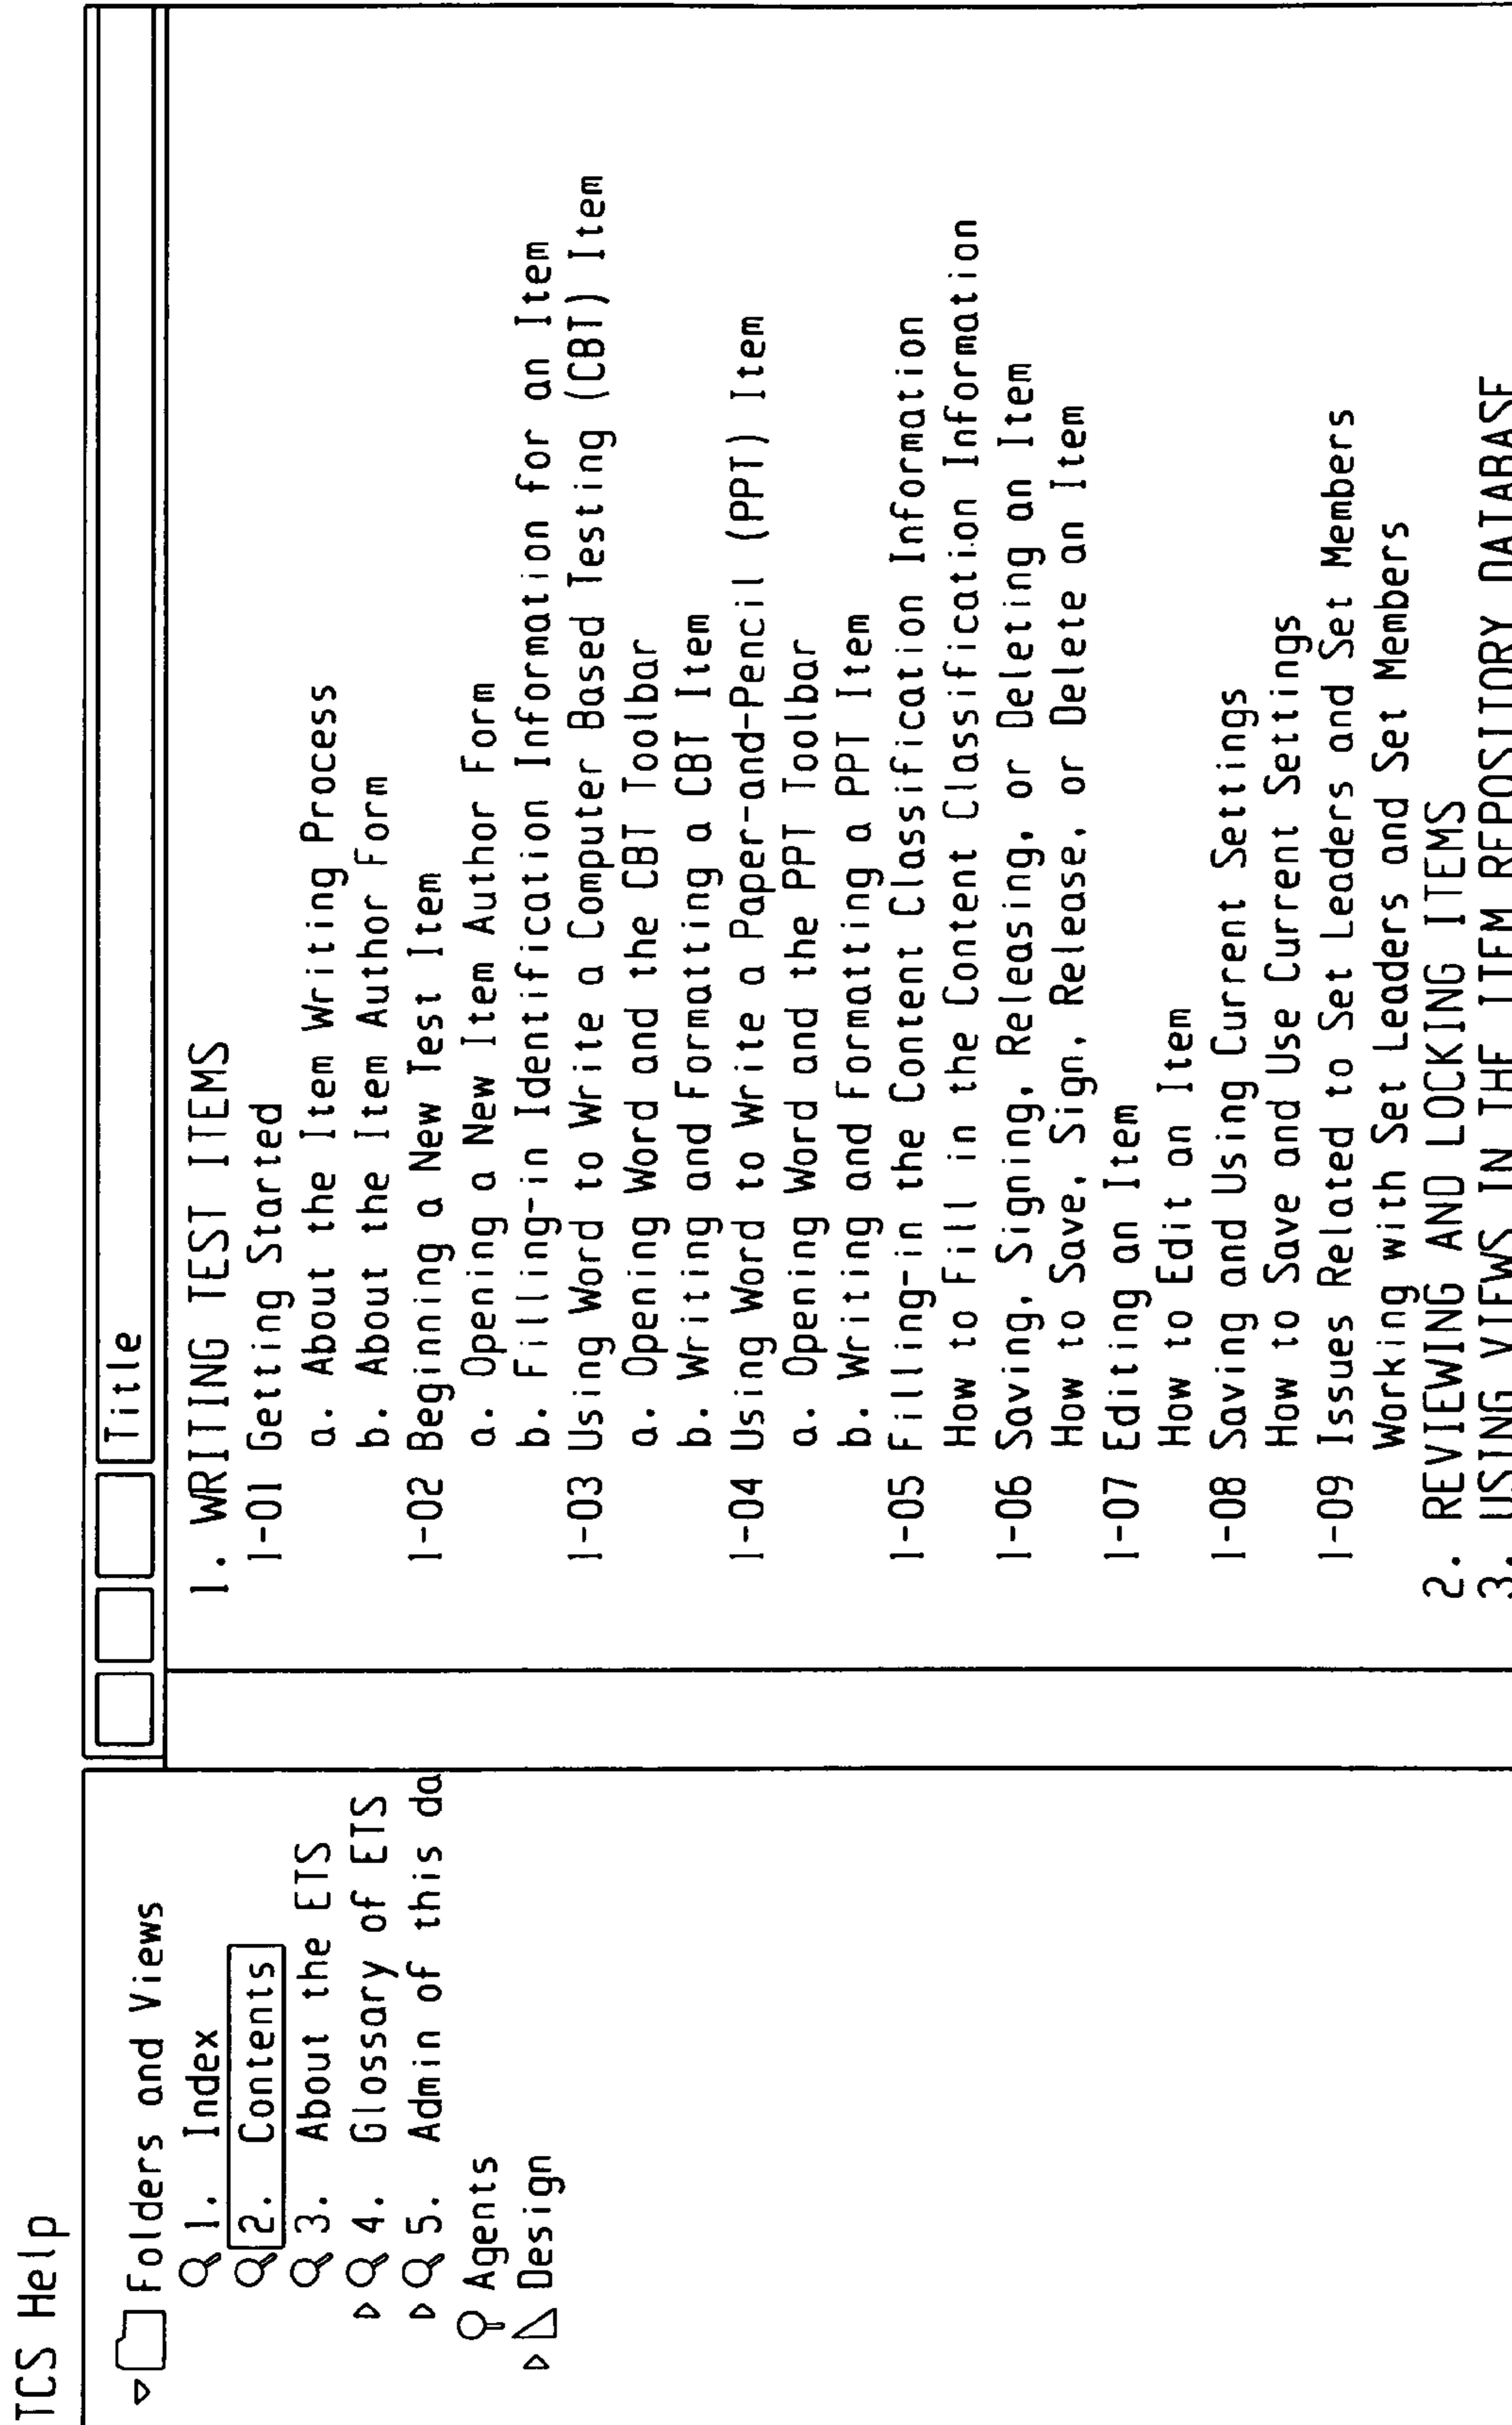 TCS Help
Folders and Views
1. Index
2. Contents
3. About the ETS
4. Glossary of ETS
5. Admin of this da
Agents
Design
Title
1. WRITING TEST ITEMS
1-01 Getting Started
a. About the Item Writing Process
b. About the Item Author Form
1-02 Beginning a New Test Item
a. Opening a New Item Author Form
b. Filling-in Identification Information for an Item
1-03 Using Word to Write a Computer Based Testing (CBT) Item
a. Opening Word and the CBT Toolbar
b. Writing and Formatting a CBT Item
1-04 Using Word to Write a Paper-and-Pencil (PPT) Item
a. Opening Word and the PPT Toolbar
b. Writing and Formatting a PPT Item
1-05 Filling-in the Content Classification Information
How to Fill in the Content Classification Information
1-06 Saving, Signing, Releasing, or Deleting an Item
How to Save, Sign, Release, or Delete an Item
1-07 Editing an Item
How to Edit an Item
1-08 Saving and Using Current Settings
How to Save and Use Current Settings
1-09 Issues Related to Set Leaders and Set Members
Working with Set Leaders and Set Members
2. REVIEWING AND LOCKING ITEMS
3. USING VIEWS IN THE ITEM REPOSITORY DATABASE